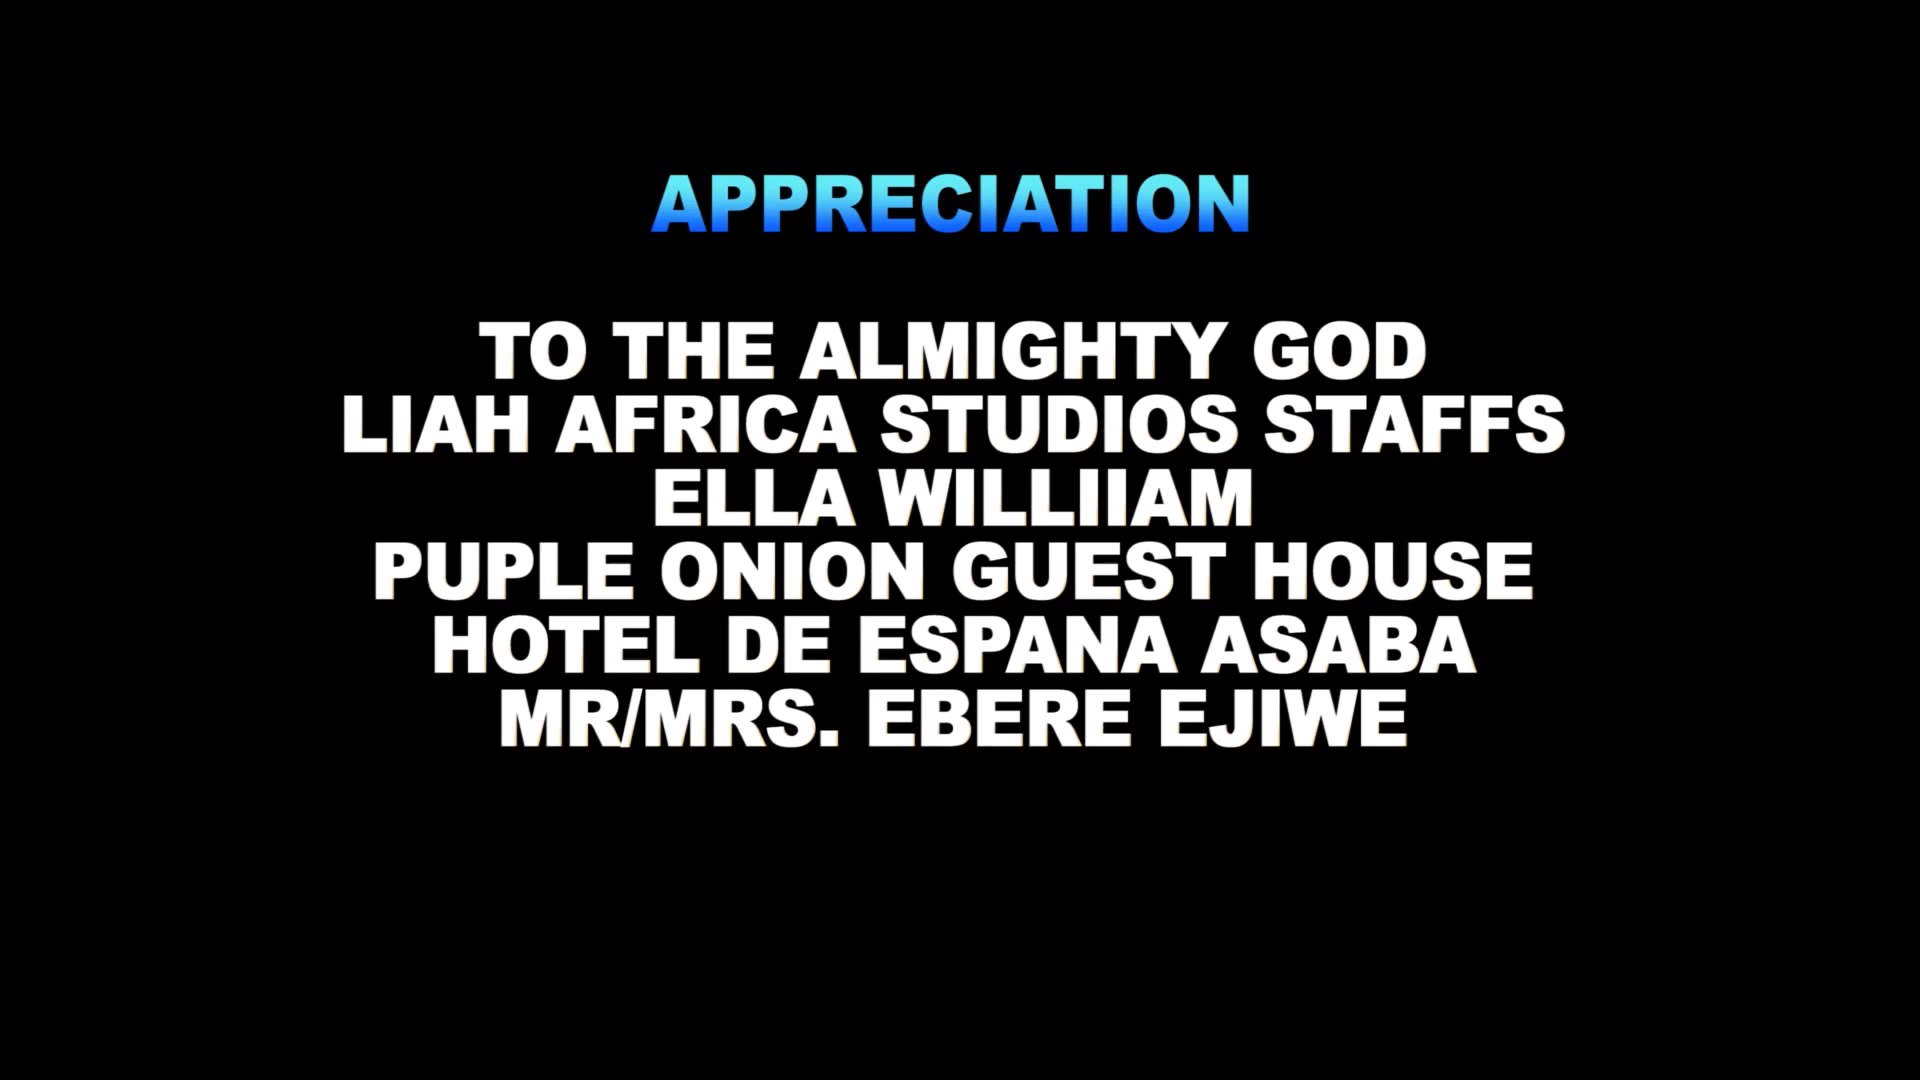 APPRECIATION
TO THE ALMIGHTY GOD
LIAH AFRICA STUDIOS STAFFS
ELLA WILLIIAM
PUPLE ONION GUEST HOUSE
HOTEL DE ESPANA ASABA
MR/MRS. EBERE EJIWE